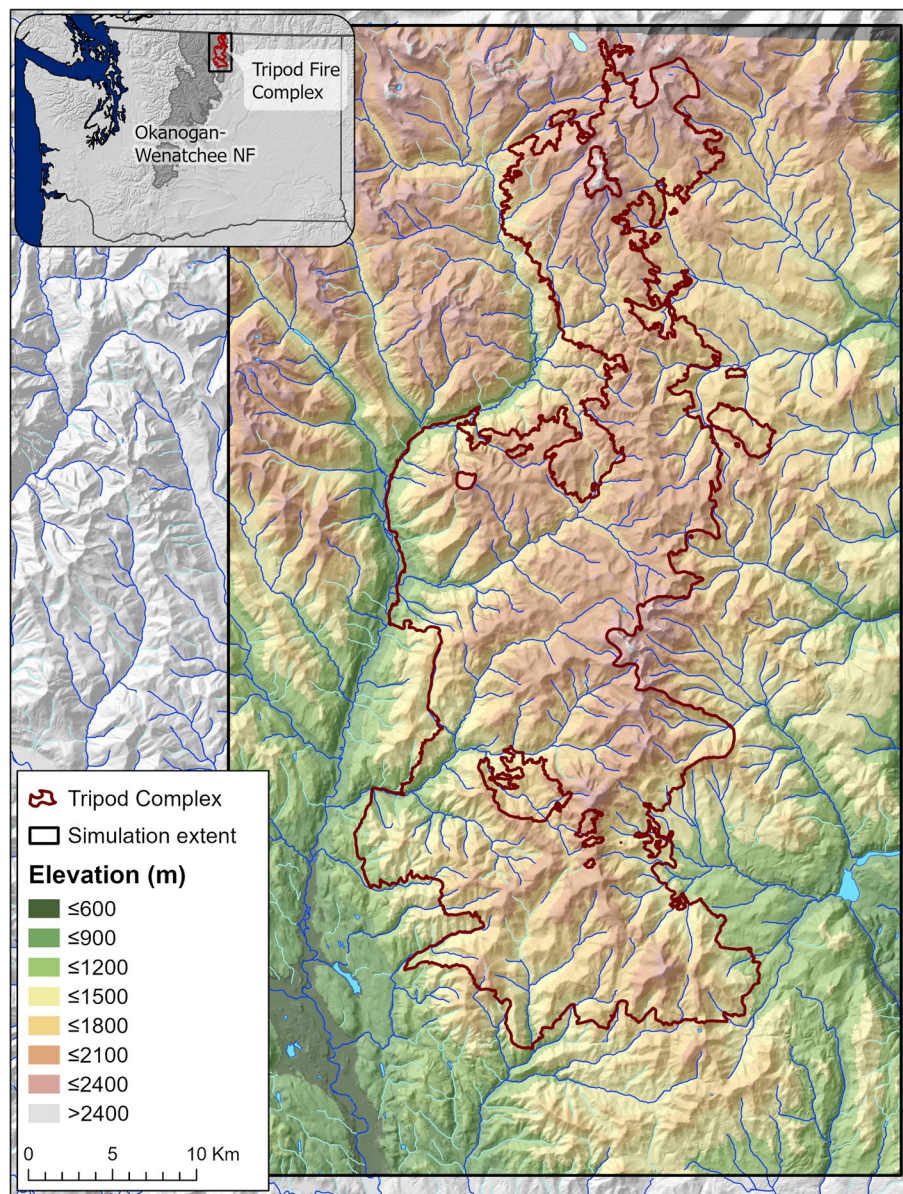 Tripod Fire
Complex
Okanogan-
Wenatchee NF
Tripod Complex
Simulation extent
Elevation (m)
≤600
≤900
≤1200
≤1500
≤1800
≤2100
≤2400
>2400
0 5 10 Km